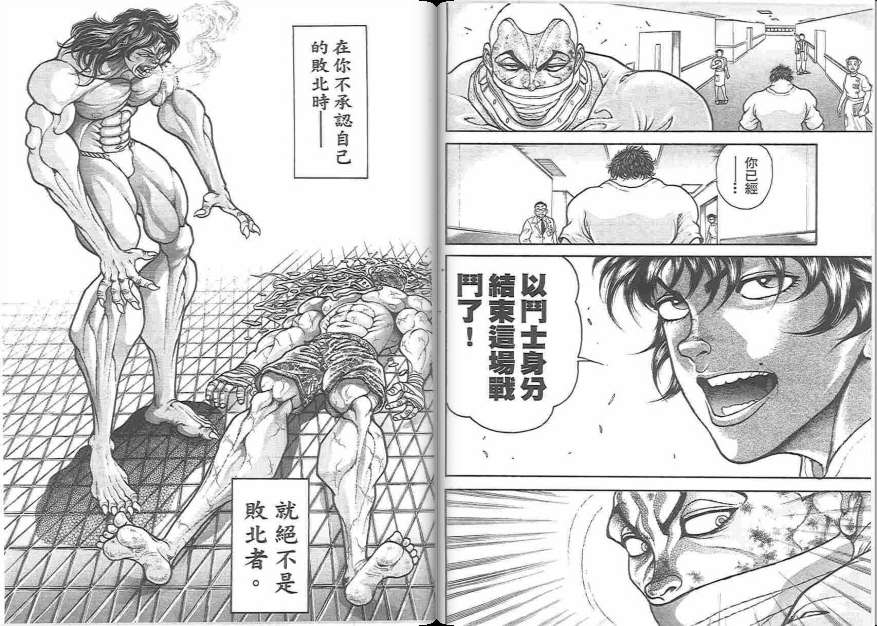 你已經
——……
以鬥士身分
結束這場戰
鬥了！
在你不承認自己
的敗北時——
就絕不是
敗北者。